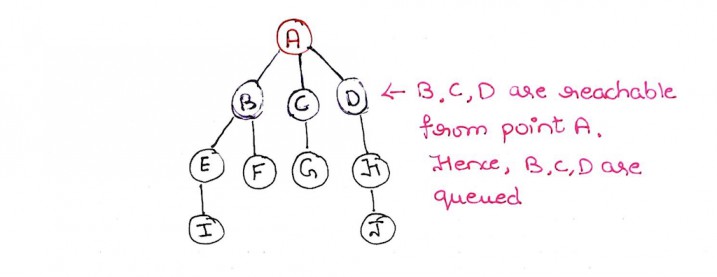 A
B C D ← B,C,D are reachable
from point A.
E F G H Hence, B,C,D are
queued
I J